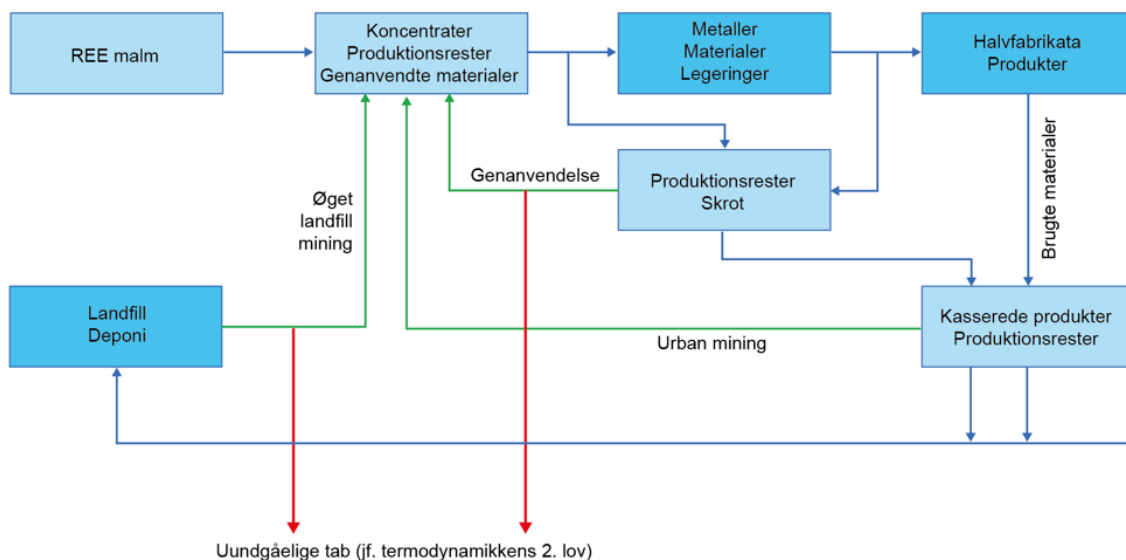 REE malm
Koncentrater
Produktionsrester
Genanvendte materialer
Metaller
Materialer
Legeringer
Halvfabrikata
Produkter
Genanvendelse
Produktionsrester
Skrot
Brugte materialer
Øget
landfill
mining
Landfill
Deponi
Urban mining
Kasserede produkter
Produktionsrester
Uundgåelige tab (jf. termodynamikkens 2. lov)